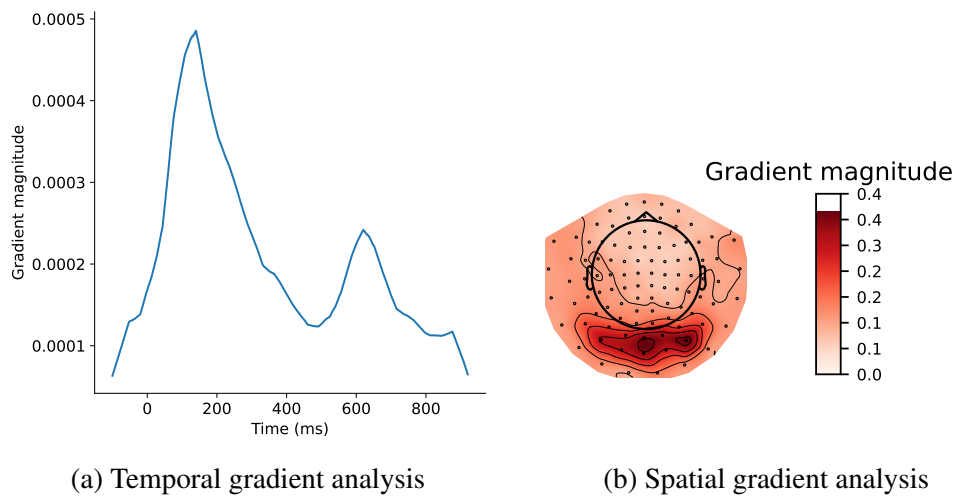 0.0005
0.0004
0.0003
0.0002
0.0001
Gradient magnitude
0 200 400 600 800
Time (ms)
(a) Temporal gradient analysis
Gradient magnitude
0.4
0.4
0.3
0.2
0.2
0.1
0.1
0.0
(b) Spatial gradient analysis